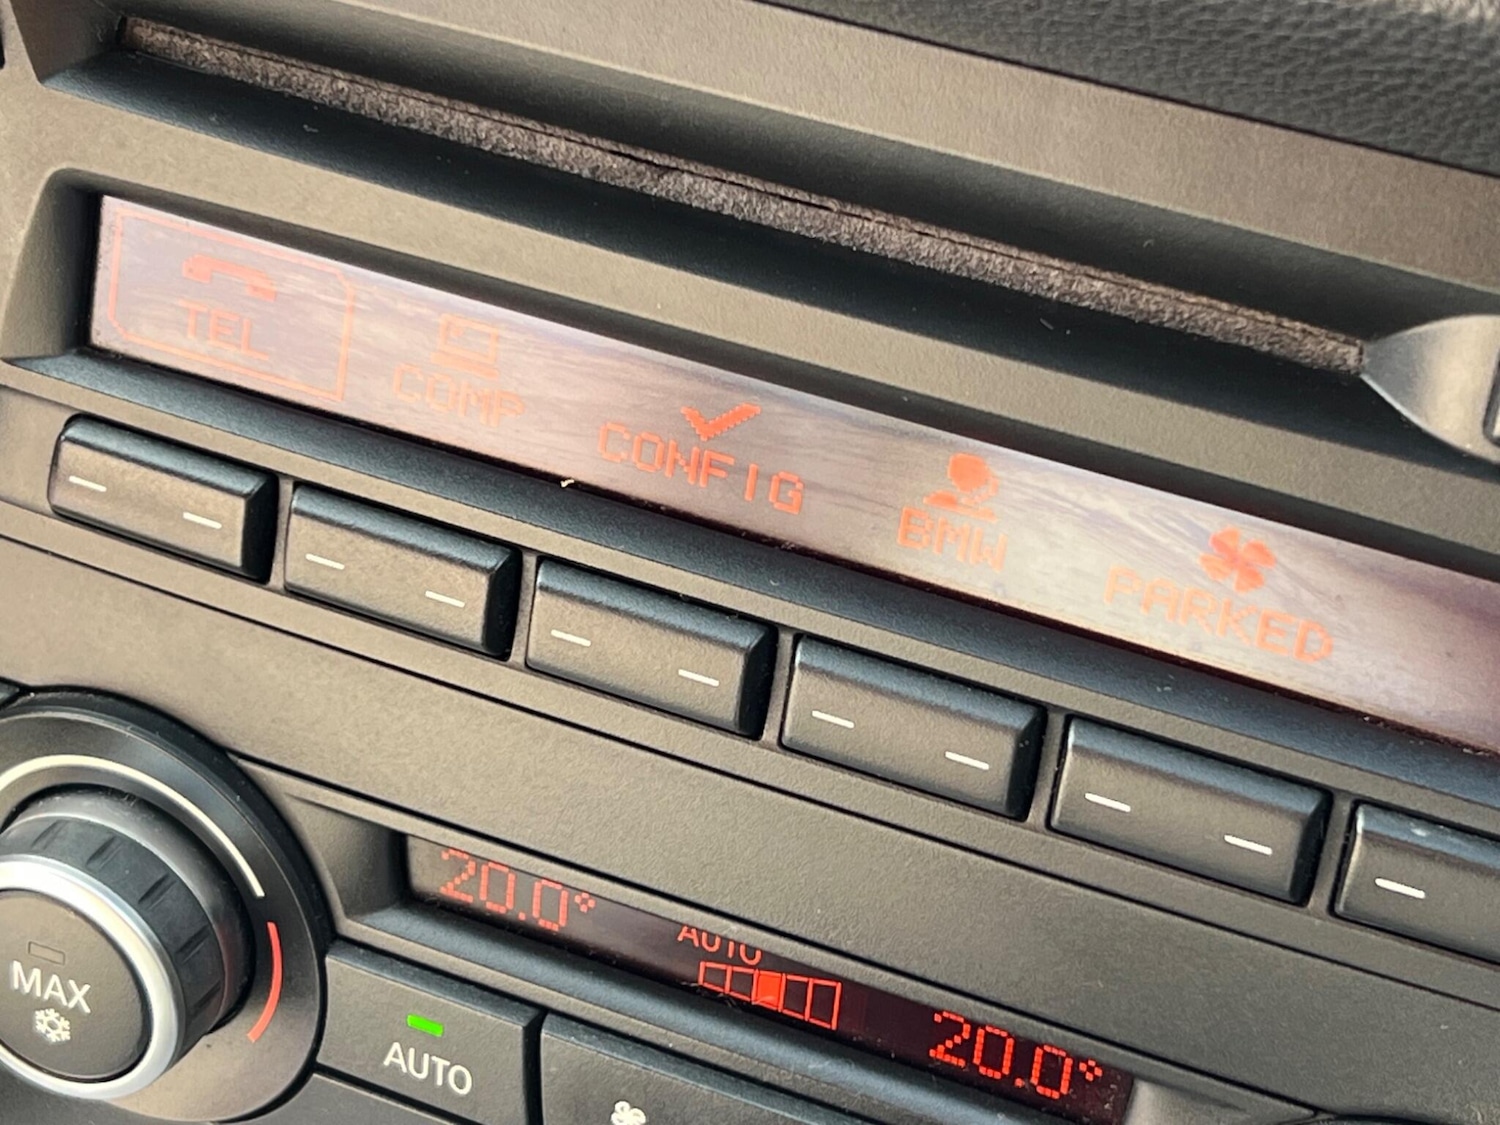 TEL
COMP
CONFIG
BMW
PARKED
20.0°
AUTO
20.0°
MAX
AUTO